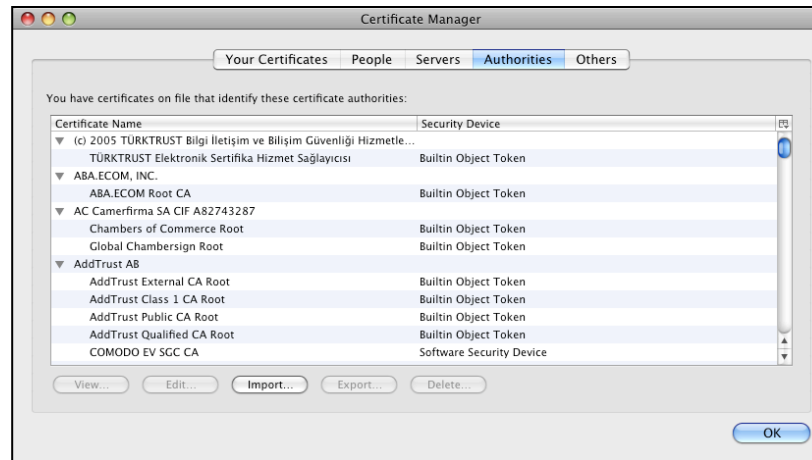 Certificate Manager
Your Certificates People Servers Authorities Others
You have certificates on file that identify these certificate authorities:
Certificate Name Security Device
(c) 2005 TÜRKTRUST Bilgi İletişim ve Bilişim Güvenliği Hizmetle...
TÜRKTRUST Elektronik Sertifika Hizmet Sağlayıcısı Builtin Object Token
ABA.ECOM, INC.
ABA.ECOM Root CA Builtin Object Token
AC Camerfirma SA CIF A82743287
Chambers of Commerce Root Builtin Object Token
Global Chambersign Root Builtin Object Token
AddTrust AB
AddTrust External CA Root Builtin Object Token
AddTrust Class 1 CA Root Builtin Object Token
AddTrust Public CA Root Builtin Object Token
AddTrust Qualified CA Root Builtin Object Token
COMODO EV SGC CA Software Security Device
View... Edit... Import... Export... Delete...
OK